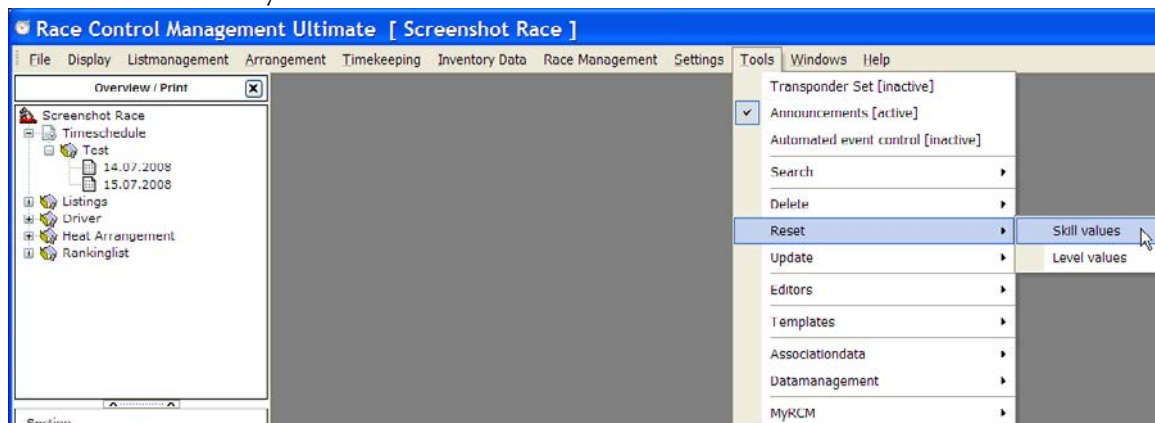 Race Control Management Ultimate [ Screenshot Race ]
File Display Listmanagement Arrangement Timekeeping Inventory Data Race Management Settings Tools Windows Help
Overview / Print
Screenshot Race
Timeschedule
Test
14.07.2008
15.07.2008
Listings
Driver
Heat Arrangement
Rankinglist
Transponder Set [inactive]
Announcements [active]
Automated event control [inactive]
Search
Delete
Reset
Update
Editors
Templates
Associationdata
Datamanagement
MyRCM
Skill values
Level values